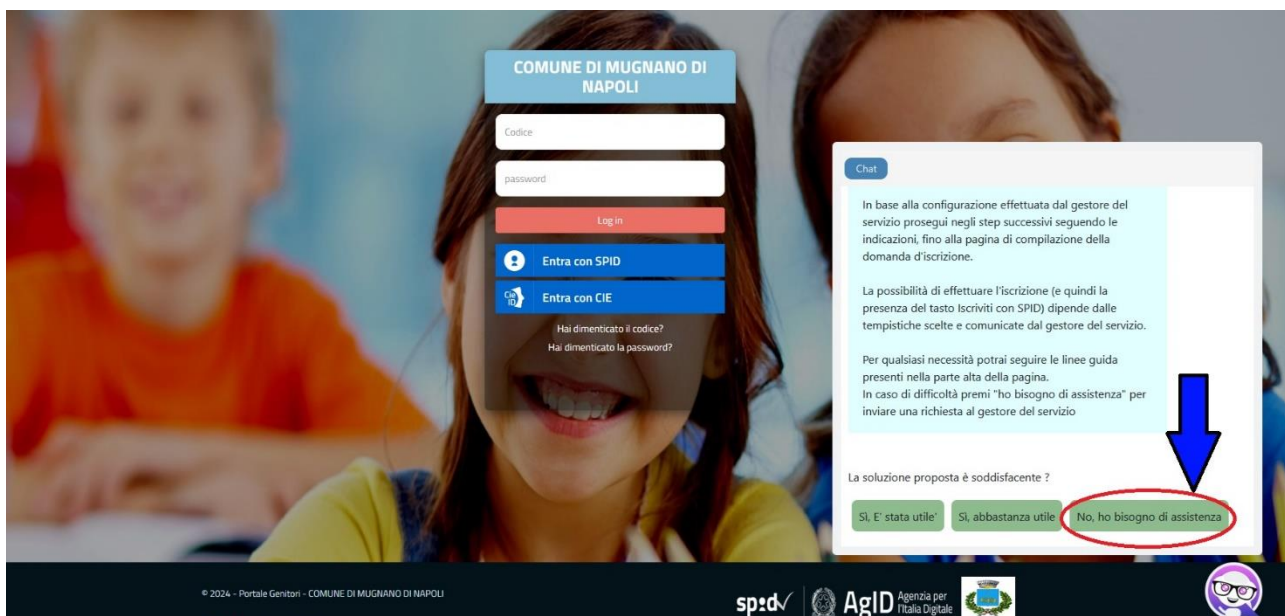 COMUNE DI MUGNANO DI
NAPOLI
Codice
password
Log in
Entra con SPID
Cie
ID
Entra con CIE
Hai dimenticato il codice?
Hai dimenticato la password?
Chat
In base alla configurazione effettuata dal gestore del
servizio prosegui negli step successivi seguendo le
indicazioni, fino alla pagina di compilazione della
domanda d'iscrizione.
La possibilità di effettuare l'iscrizione (e quindi la
presenza del tasto Iscriviti con SPID) dipende dalle
tempistiche scelte e comunicate dal gestore del servizio.
Per qualsiasi necessità potrai seguire le linee guida
presenti nella parte alta della pagina.
In caso di difficoltà premi "ho bisogno di assistenza" per
inviare una richiesta al gestore del servizio
La soluzione proposta è soddisfacente ?
Sì, E' stata utile'
Sì, abbastanza utile
No, ho bisogno di assistenza
© 2024 - Portale Genitori - COMUNE DI MUGNANO DI NAPOLI
spid
AgID Agenzia per
l'Italia Digitale